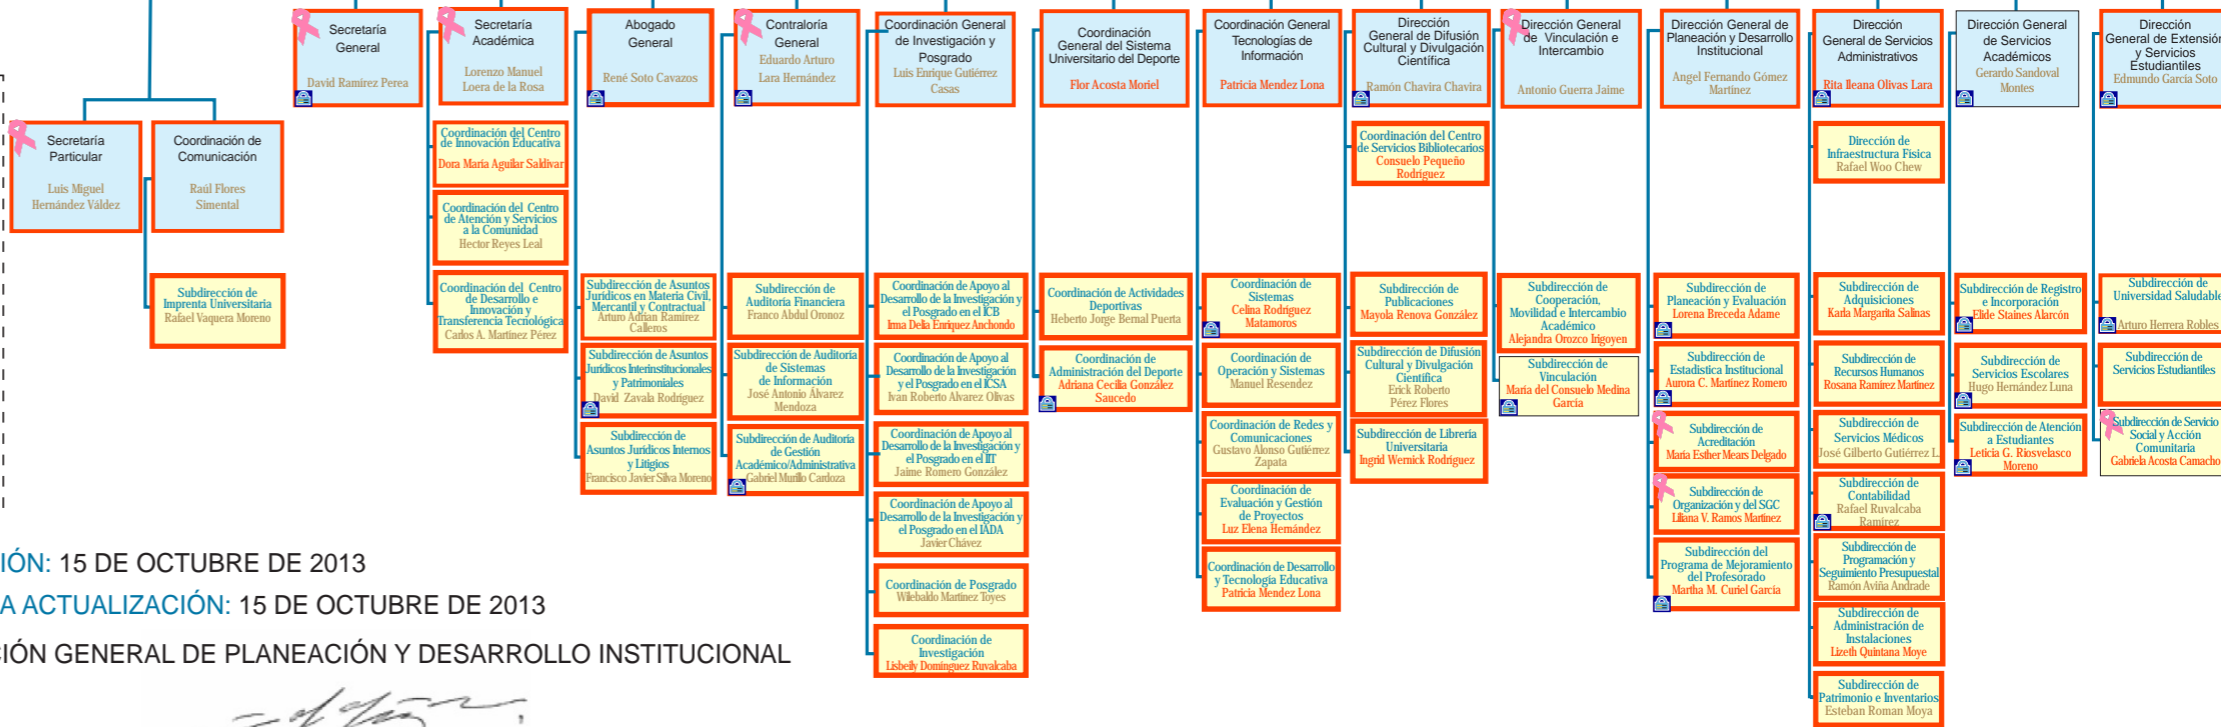 Secretaría
General
David Ramírez Perea
Secretaría
Académica
Lorenzo Manuel
Loera de la Rosa
Abogado
General
René Soto Cavazos
Contraloría
General
Eduardo Arturo
Lara Hernández
Coordinación General
de Investigación y
Posgrado
Luis Enrique Gutiérrez
Casas
Coordinación
General del Sistema
Universitario del Deporte
Flor Acosta Moriel
Coordinación General
Tecnologías de
Información
Patricia Mendez Lona
Dirección
General de Difusión
Cultural y Divulgación
Científica
Ramón Chavira Chavira
Dirección General
de Vinculación e
Intercambio
Antonio Guerra Jaime
Dirección General de
Planeación y Desarrollo
Institucional
Angel Fernando Gómez
Martínez
Dirección
General de Servicios
Administrativos
Rita Ileana Olivas Lara
Dirección General
de Servicios
Académicos
Gerardo Sandoval
Montes
Dirección
General de Extensión
y Servicios
Estudiantiles
Edmundo García Soto
Secretaría
Particular
Luis Miguel
Hernández Váldez
Coordinación de
Comunicación
Raúl Flores
Simental
Subdirección de
Imprenta Universitaria
Rafael Vaquera Moreno
Coordinación del Centro
de Innovación Educativa
Dora María Aguilar Saldivar
Coordinación del Centro
de Atención y Servicios
a la Comunidad
Hector Reyes Leal
Coordinación del Centro
de Desarrollo e
Innovación y
Transferencia Tecnológica
Carlos A. Martínez Pérez
Subdirección de Asuntos
Jurídicos en Materia Civil,
Mercantil y Contractual
Arturo Adrian Ramírez
Calleros
Subdirección de Asuntos
Jurídicos Interinstitucionales
y Patrimoniales
David Zavala Rodríguez
Subdirección de
Asuntos Jurídicos Internos
y Litigios
Francisco Javier Silva Moreno
Subdirección de
Auditoría Financiera
Franco Abdul Oronoz
Subdirección de Auditoría
de Sistemas
de Información
José Antonio Álvarez
Mendoza
Subdirección de Auditoría
de Gestión
Académico/Administrativa
Gabriel Murillo Cardoza
Coordinación de Apoyo al
Desarrollo de la Investigación y
el Posgrado en el ICB
Irma Delia Enríquez Anchondo
Coordinación de Apoyo al
Desarrollo de la Investigación
y el Posgrado en el ICSA
Ivan Roberto Alvarez Olivas
Coordinación de Apoyo al
Desarrollo de la Investigación y
el Posgrado en el IIT
Jaime Romero González
Coordinación de Apoyo al
Desarrollo de la Investigación y
el Posgrado en el IADA
Javier Chávez
Coordinación de Posgrado
Wilebaldo Martínez Toyes
Coordinación de
Investigación
Lisbeily Domínguez Ruvalcaba
Coordinación de Actividades
Deportivas
Heberto Jorge Bernal Puerta
Coordinación de
Administración del Deporte
Adriana Cecilia González
Saucedo
Coordinación de
Sistemas
Celina Rodríguez
Matamoros
Coordinación de
Operación y Sistemas
Manuel Resendez
Coordinación de Redes y
Comunicaciones
Gustavo Alonso Gutiérrez
Zapata
Coordinación de
Evaluación y Gestión
de Proyectos
Luz Elena Hernández
Coordinación de Desarrollo
y Tecnología Educativa
Patricia Mendez Lona
Coordinación del Centro
de Servicios Bibliotecarios
Consuelo Pequeño
Rodríguez
Subdirección de
Publicaciones
Mayola Renova González
Subdirección de Difusión
Cultural y Divulgación
Científica
Erick Roberto
Pérez Flores
Subdirección de Librería
Universitaria
Ingrid Wernick Rodríguez
Subdirección de
Cooperación,
Movilidad e Intercambio
Académico
Alejandra Orozco Irigoyen
Subdirección de
Vinculación
María del Consuelo Medina
García
Subdirección de
Planeación y Evaluación
Lorena Breceda Adame
Subdirección de
Estadística Institucional
Aurora C. Martínez Romero
Subdirección de
Acreditación
María Esther Mears Delgado
Subdirección de
Organización y del SGC
Liliana V. Ramos Martínez
Subdirección del
Programa de Mejoramiento
del Profesorado
Martha M. Curiel García
Dirección de
Infraestructura Física
Rafael Woo Chew
Subdirección de
Adquisiciones
Karla Margarita Salinas
Subdirección de
Recursos Humanos
Rosana Ramírez Martínez
Subdirección de
Servicios Médicos
José Gilberto Gutiérrez L.
Subdirección de
Contabilidad
Rafael Ruvalcaba
Ramírez
Subdirección de
Programación y
Seguimiento Presupuestal
Ramón Aviña Andrade
Subdirección de
Administración de
Instalaciones
Lizeth Quintana Moye
Subdirección de
Patrimonio e Inventarios
Esteban Roman Moya
Subdirección de Registro
e Incorporación
Elide Staines Alarcón
Subdirección de
Servicios Escolares
Hugo Hernández Luna
Subdirección de Atención
a Estudiantes
Leticia G. Riosvelasco
Moreno
Subdirección de
Universidad Saludable
Arturo Herrera Robles
Subdirección de
Servicios Estudiantiles
Subdirección de Servicio
Social y Acción
Comunitaria
Gabriela Acosta Camacho
IÓN: 15 DE OCTUBRE DE 2013
A ACTUALIZACIÓN: 15 DE OCTUBRE DE 2013
CIÓN GENERAL DE PLANEACIÓN Y DESARROLLO INSTITUCIONAL